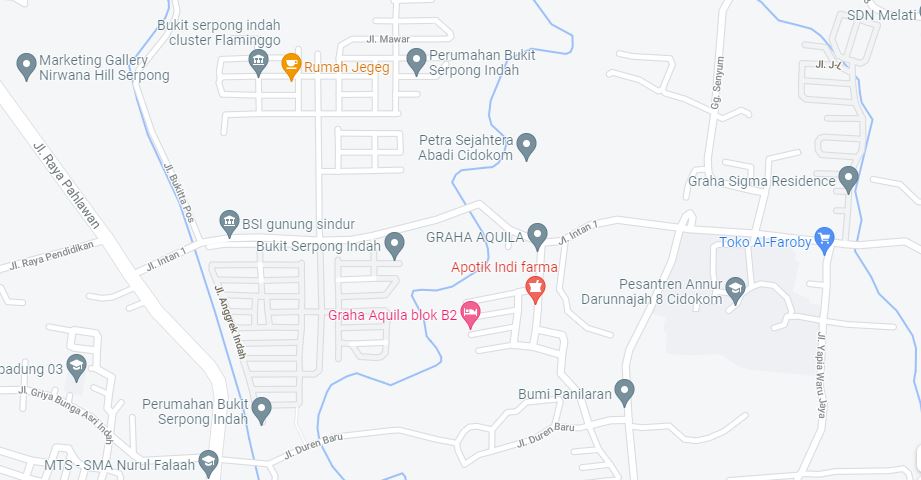 Bukit serpong indah
cluster Flaminggo
Jl. Mawar
SDN Melati
Marketing Gallery
Nirwana Hill Serpong
Rumah Jegeg
Perumahan Bukit
Serpong Indah
Jl. J-2
Gg. Senyum
Petra Sejahtera
Abadi Cidokom
Jl. Raya Pahlawan
Jl. Bukitta Pos
Graha Sigma Residence
BSI gunung sindur
GRAHA AQUILA
Jl. Intan 1
Toko Al-Faroby
Bukit Serpong Indah
Jl. Raya Pendidikan
Jl. Intan 1
Apotik Indi farma
Pesantren Annur
Darunnajah 8 Cidokom
Jl. Anggrek Indah
Graha Aquila blok B2
Jl. Yapia Waru Jaya
padung 03
Jl. Griya Bunga Asri Indah
Bumi Panilaran
Perumahan Bukit
Serpong Indah
Jl. Duren Baru
Jl. Duren Baru
MTS - SMA Nurul Falaah